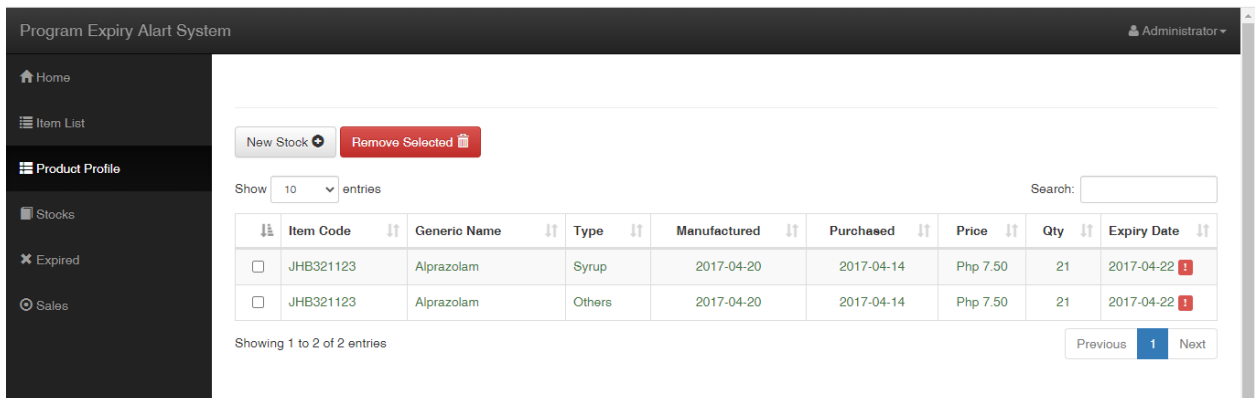 Program Expiry Alart System
Administrator
Home
Item List
Product Profile
Stocks
Expired
Sales
New Stock Remove Selected
Show 10 entries Search:
Item Code Generic Name Type Manufactured Purchased Price Qty Expiry Date
JHB321123 Alprazolam Syrup 2017-04-20 2017-04-14 Php 7.50 21 2017-04-22 !
JHB321123 Alprazolam Others 2017-04-20 2017-04-14 Php 7.50 21 2017-04-22 !
Showing 1 to 2 of 2 entries Previous 1 Next